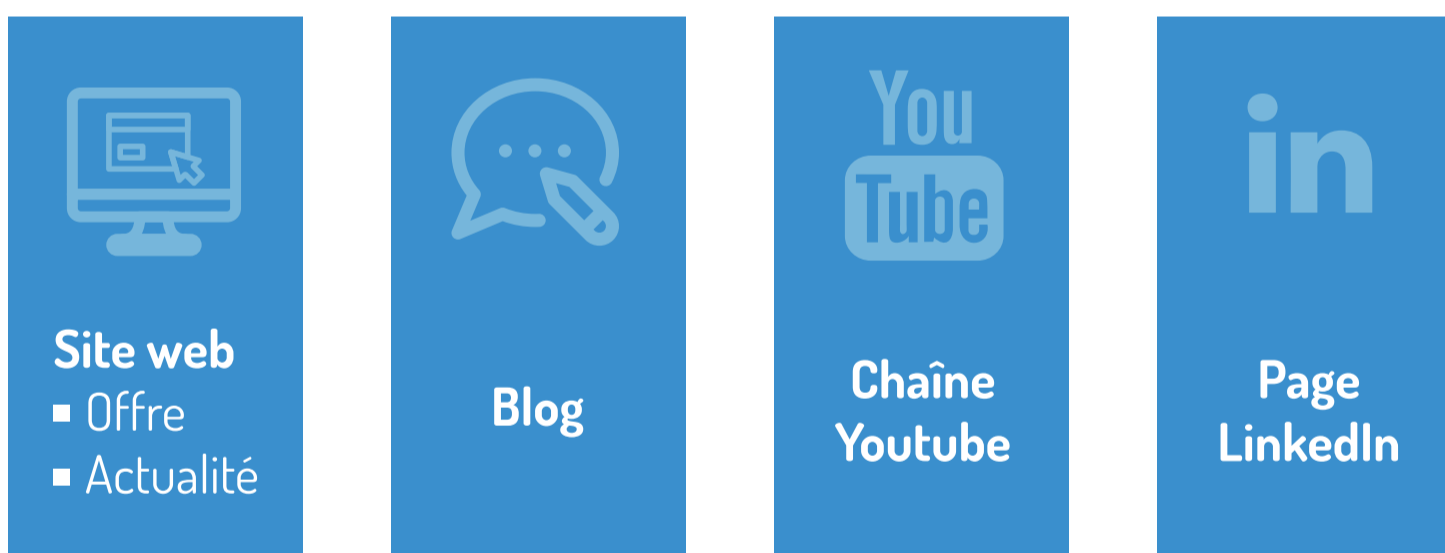 Site web
▪ Offre
▪ Actualité
Blog
You
Tube
Chaîne
Youtube
in
Page
LinkedIn